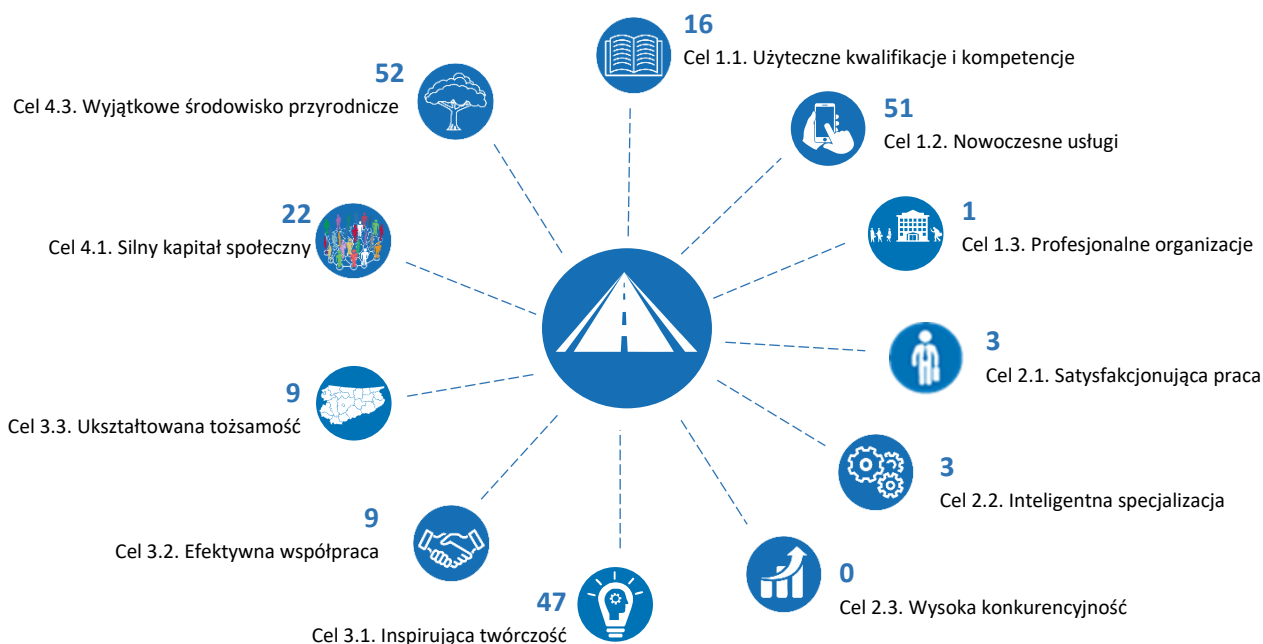 16
Cel 1.1. Użyteczne kwalifikacje i kompetencje
51
Cel 1.2. Nowoczesne usługi
1
Cel 1.3. Profesjonalne organizacje
3
Cel 2.1. Satysfakcjonująca praca
3
Cel 2.2. Inteligentna specjalizacja
0
Cel 2.3. Wysoka konkurencyjność
47
Cel 3.1. Inspirująca twórczość
9
Cel 3.2. Efektywna współpraca
9
Cel 3.3. Ukształtowana tożsamość
22
Cel 4.1. Silny kapitał społeczny
52
Cel 4.3. Wyjątkowe środowisko przyrodnicze